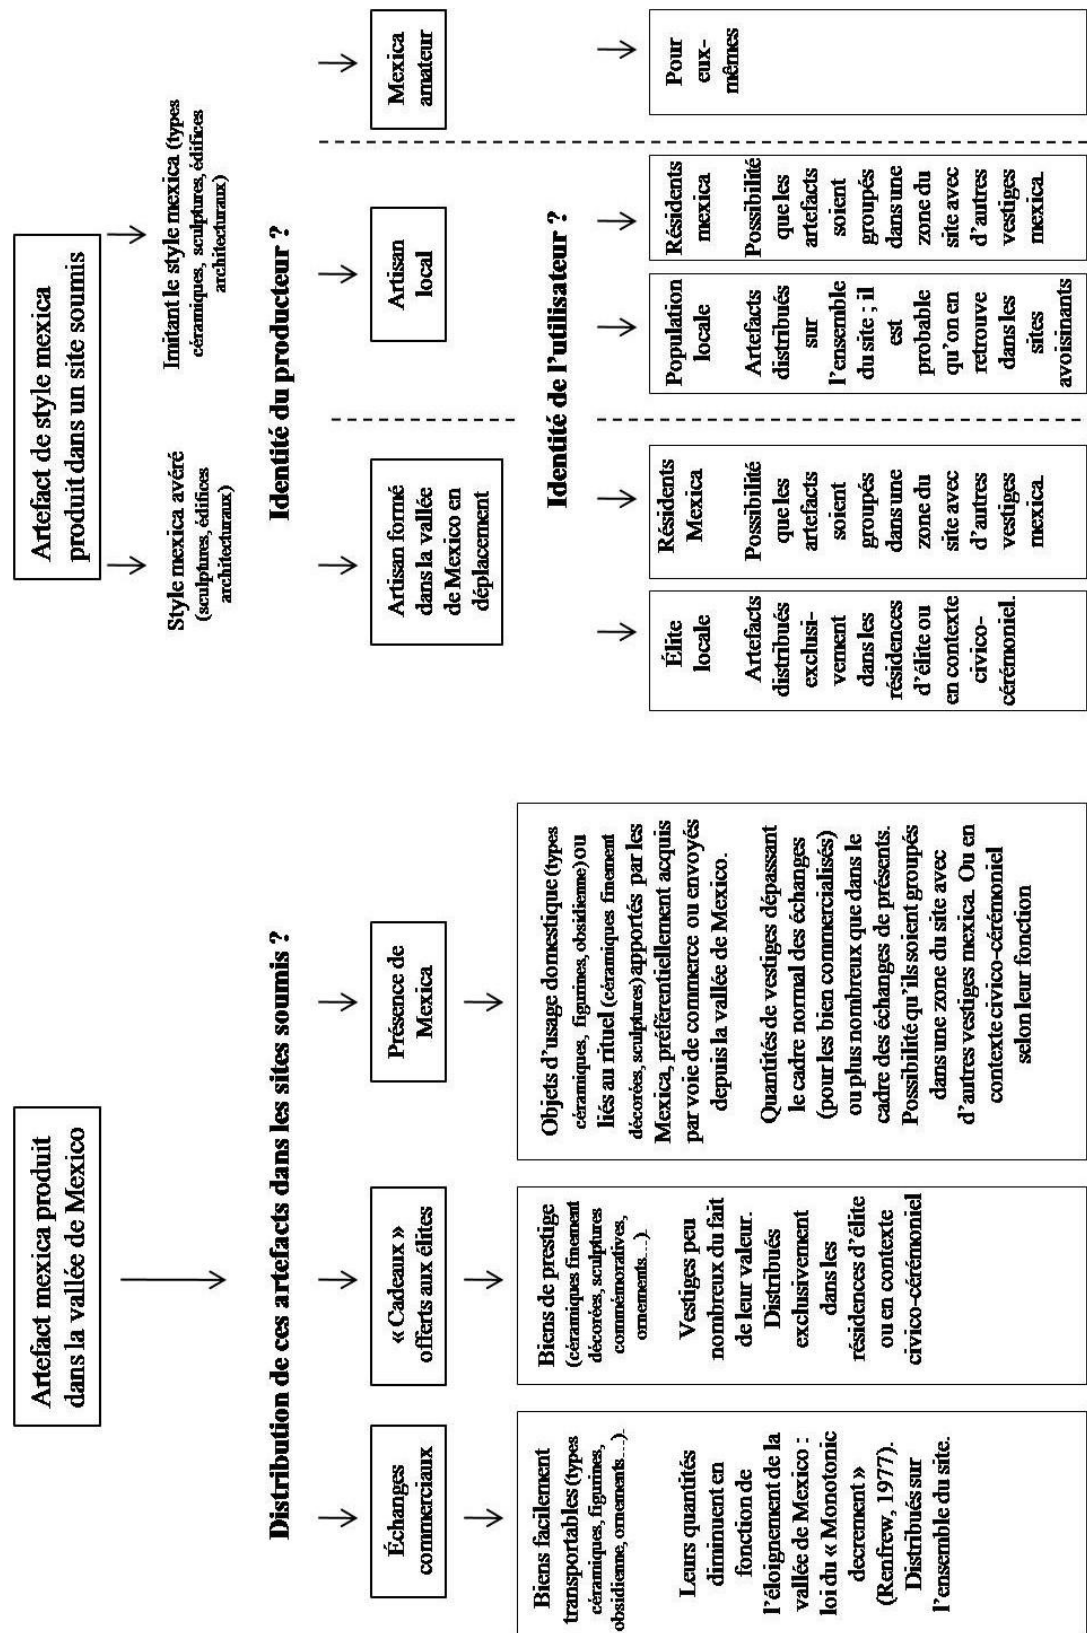 Artefact mexica produit
dans la vallée de Mexico
Distribution de ces artefacts dans les sites soumis ?
Échanges
commerciaux
« Cadeaux »
offerts aux élites
Présence de
Mexica
Biens facilement
transportables (types
céramiques, figurines,
obsidienne, ornements…).
Leurs quantités
diminuent en
fonction de
l’éloignement de la
vallée de Mexico :
loi du « Monotonic
decrement »
(Renfrew, 1977).
Distribués sur
l’ensemble du site.
Biens de prestige
(céramiques finement
décorées, sculptures
commémoratives,
ornements…).
Vestiges peu
nombreux du fait
de leur valeur.
Distribués
exclusivement
dans les
résidences d’élite
ou en contexte
civico-cérémoniel
Objets d’usage domestique (types
céramiques, figurines, obsidienne) ou
liés au rituel (céramiques finement
décorées, sculptures) apportés par les
Mexica, préférentiellement acquis
par voie de commerce ou envoyés
depuis la vallée de Mexico.
Quantités de vestiges dépassant
le cadre normal des échanges
(pour les bien commercialisés)
ou plus nombreux que dans le
cadre des échanges de présents.
Possibilité qu’ils soient groupés
dans une zone du site avec
d’autres vestiges mexica. Ou en
contexte civico-cérémoniel
selon leur fonction
Artefact de style mexica
produit dans un site soumis
Style mexica avéré
(sculptures, édifices
architecturaux)
Imitant le style mexica (types
céramiques, sculptures, édifices
architecturaux)
Identité du producteur ?
Artisan formé
dans la vallée
de Mexico en
déplacement
Artisan
local
Mexica
amateur
Identité de l’utilisateur ?
Élite
locale
Artefacts
distribués
exclusi-
vement
dans les
résidences
d’élite ou
en contexte
civico-
cérémoniel.
Résidents
Mexica
Possibilité
que les
artefacts
soient
groupés
dans une
zone du
site avec
d’autres
vestiges
mexica.
Population
locale
Artefacts
distribués
sur
l’ensemble
du site ; il
est
probable
qu’on en
retrouve
dans les
sites
avoisinants
Résidents
mexica
Possibilité
que les
artefacts
soient
groupés
dans une
zone du
site avec
d’autres
vestiges
mexica.
Pour
eux-
mêmes